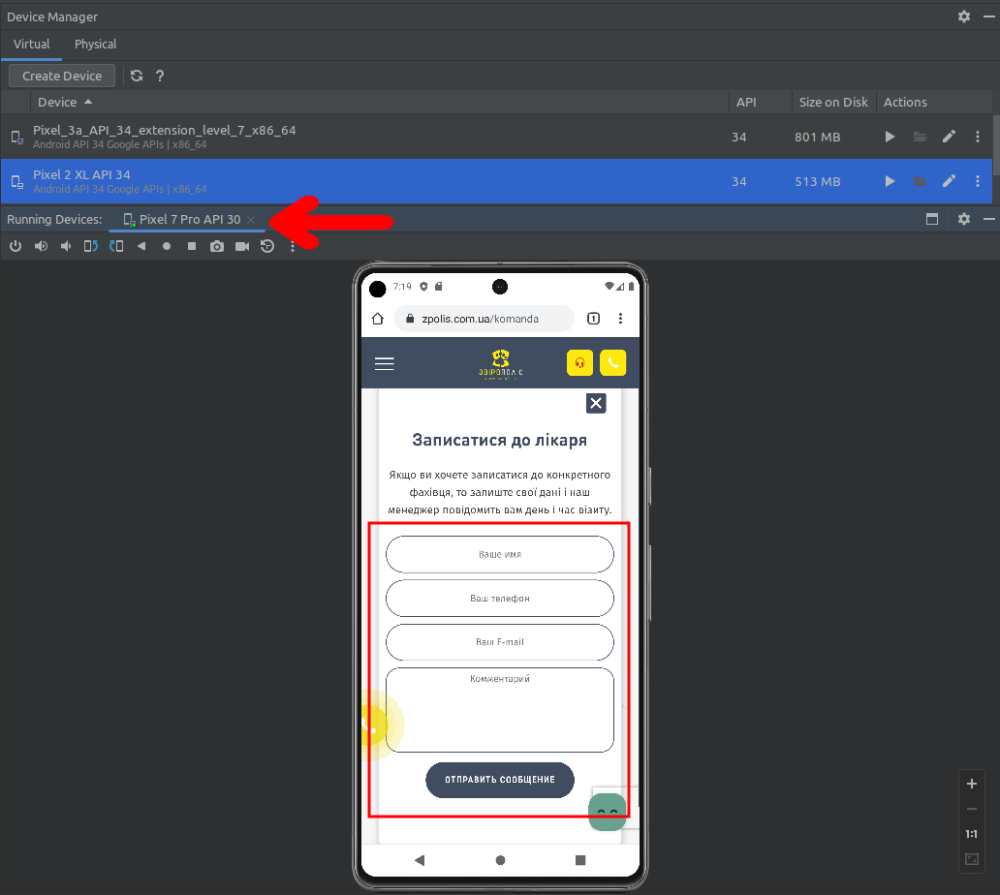 Device Manager
Virtual Physical
Create Device ?
Device API Size on Disk Actions
Pixel_3a_API_34_extension_level_7_x86_64
Android API 34 Google APIs | x86_64
34 801 MB
Pixel 2 XL API 34
Android API 34 Google APIs | x86_64
34 513 MB
Running Devices: Pixel 7 Pro API 30
7:19
zpolis.com.ua/komanda 1
ЗВІРОПОЛІС
Записатися до лікаря
Якщо ви хочете записатися до конкретного
фахівця, то залиште свої дані і наш
менеджер повідомить вам день і час візиту.
Ваше имя
Ваш телефон
Ваш E-mail
Комментарий
ОТПРАВИТЬ СООБЩЕНИЕ
1:1